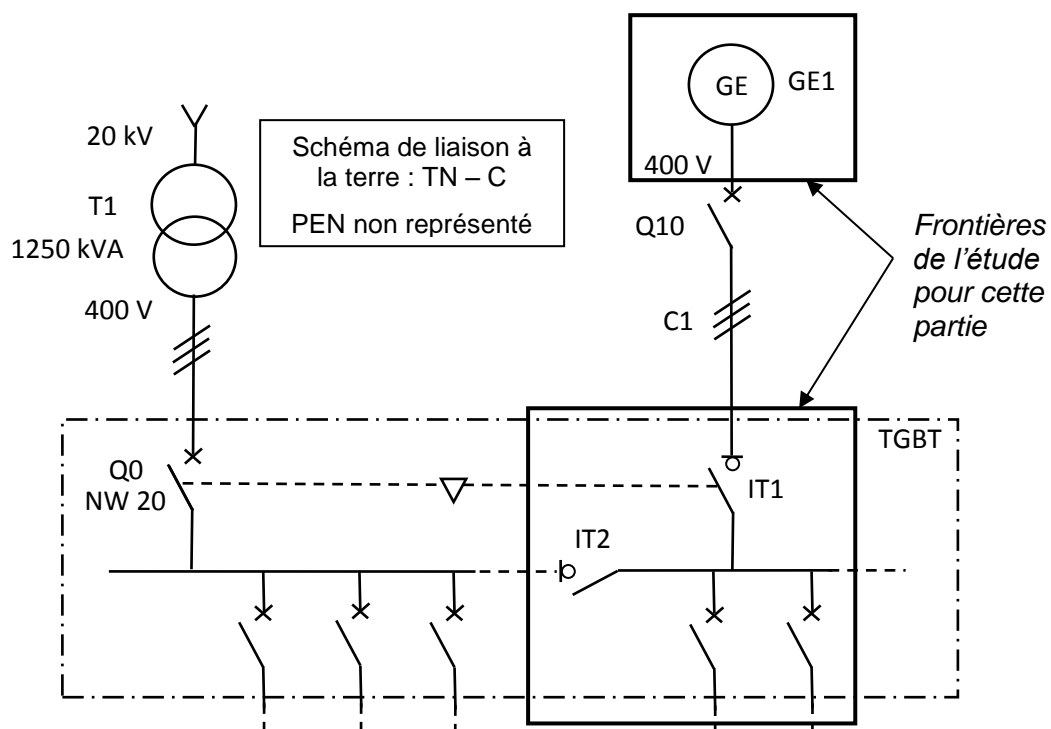 GE
GE1
20 kV
Schéma de liaison à
la terre : TN – C
PEN non représenté
400 V
T1
1250 kVA
Q10
Frontières
de l’étude
pour cette
partie
400 V
C1
TGBT
Q0
NW 20
IT1
IT2